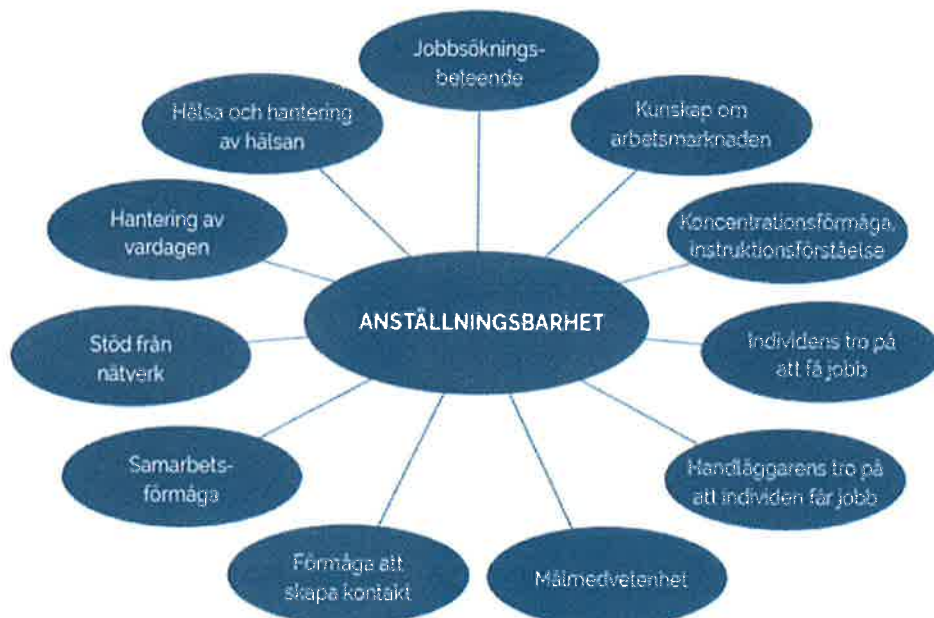 Jobbsöknings-
beteende
Kunskap om
arbetsmarknaden
Koncentrationsförmåga,
instruktionsförståelse
Individens tro på
att få jobb
Handläggarens tro på
att individen får jobb
Målmedvetenhet
Förmåga att
skapa kontakt
Samarbets-
förmåga
Stöd från
nätverk
Hantering av
vardagen
Hälsa och hantering
av hälsan
ANSTÄLLNINGSBARHET